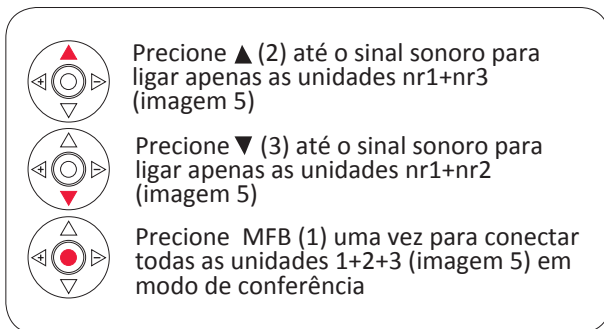 Precione ▲ (2) até o sinal sonoro para
ligar apenas as unidades nr1+nr3
(imagem 5)
Precione ▼ (3) até o sinal sonoro para
ligar apenas as unidades nr1+nr2
(imagem 5)
Precione MFB (1) uma vez para conectar
todas as unidades 1+2+3 (imagem 5) em
modo de conferência